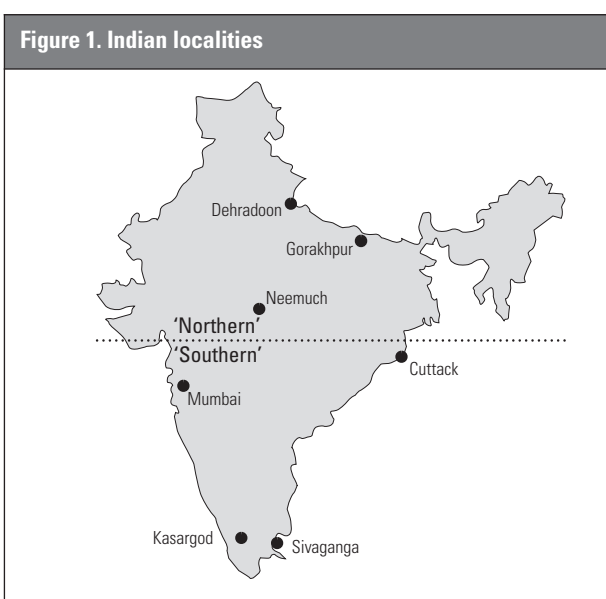 Figure 1. Indian localities
Dehradoon
Gorakhpur
Neemuch
‘Northern’
‘Southern’
Cuttack
Mumbai
Kasargod
Sivaganga